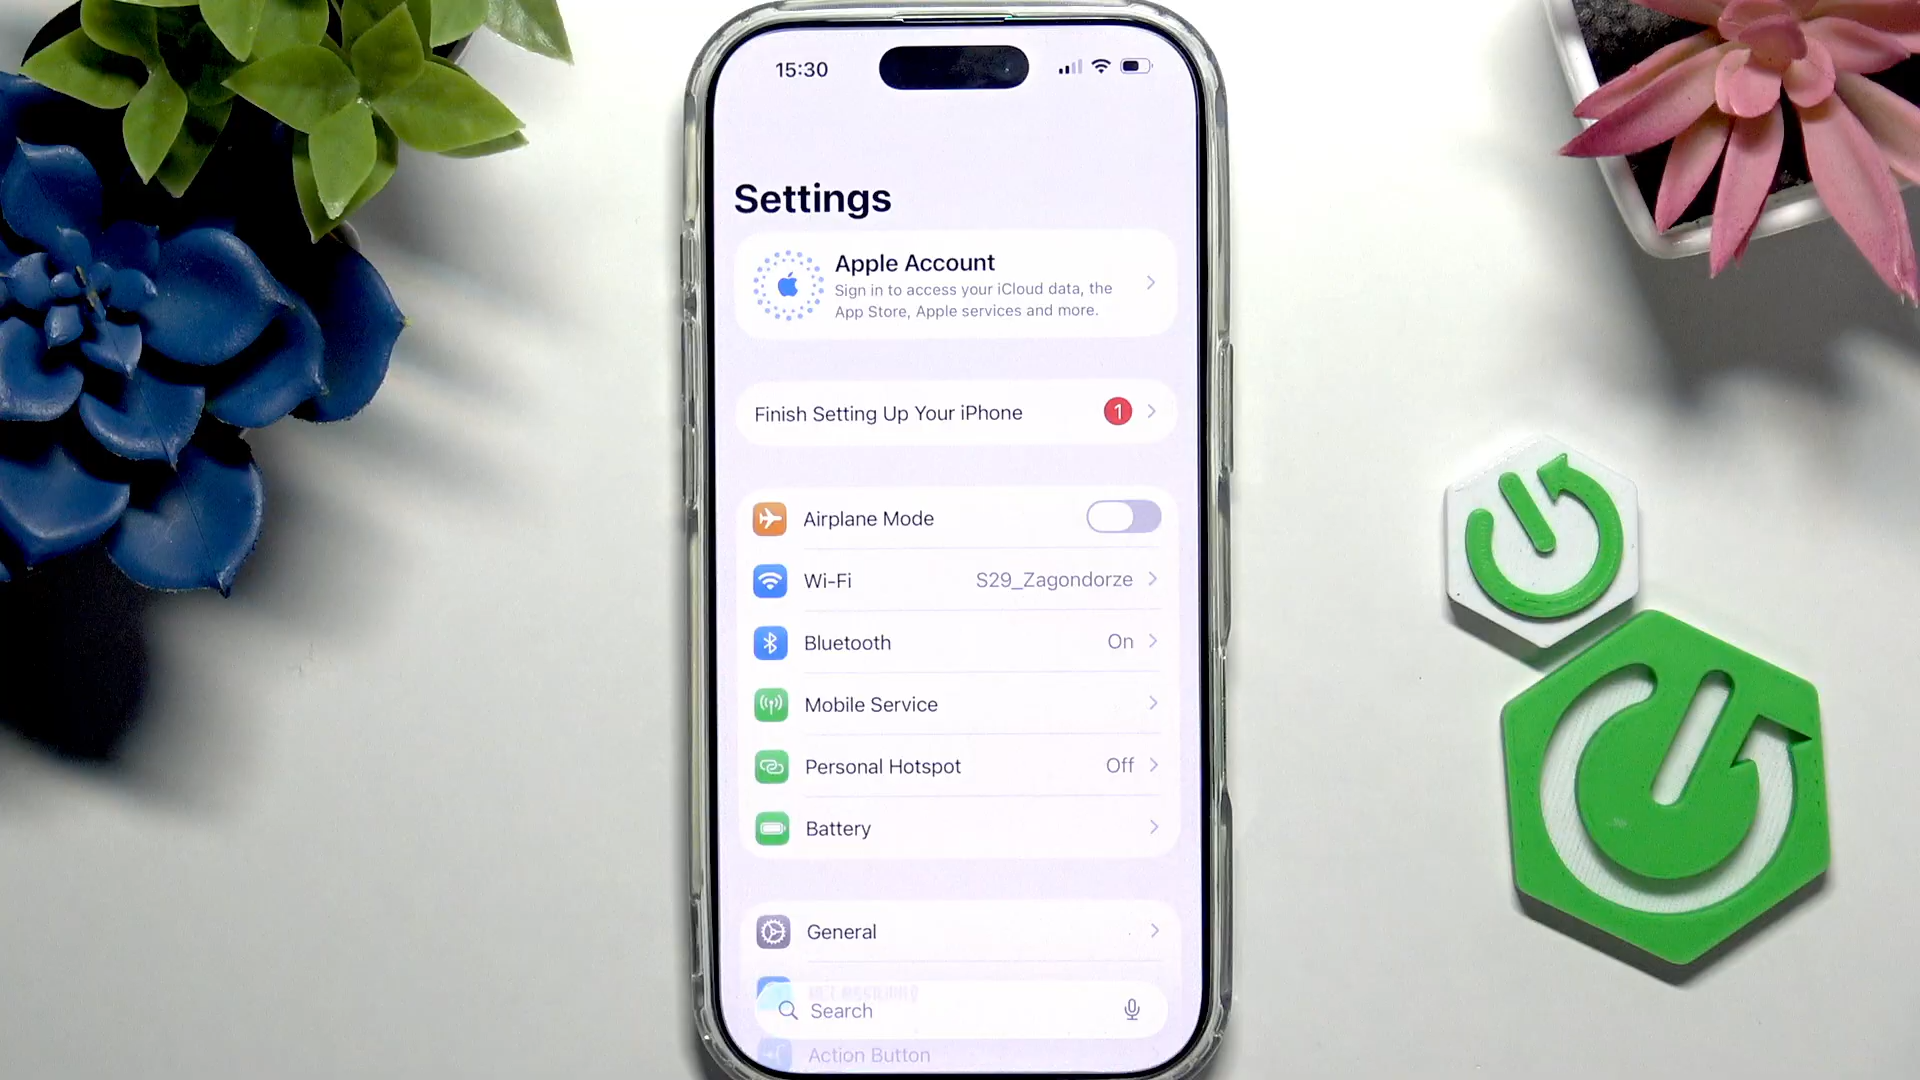 15:30
Settings
Apple Account
Sign in to access your iCloud data, the
App Store, Apple services and more.
Finish Setting Up Your iPhone 1
Airplane Mode
Wi-Fi S29_Zagondorze
Bluetooth On
Mobile Service
Personal Hotspot Off
Battery
General
Search
Action Button